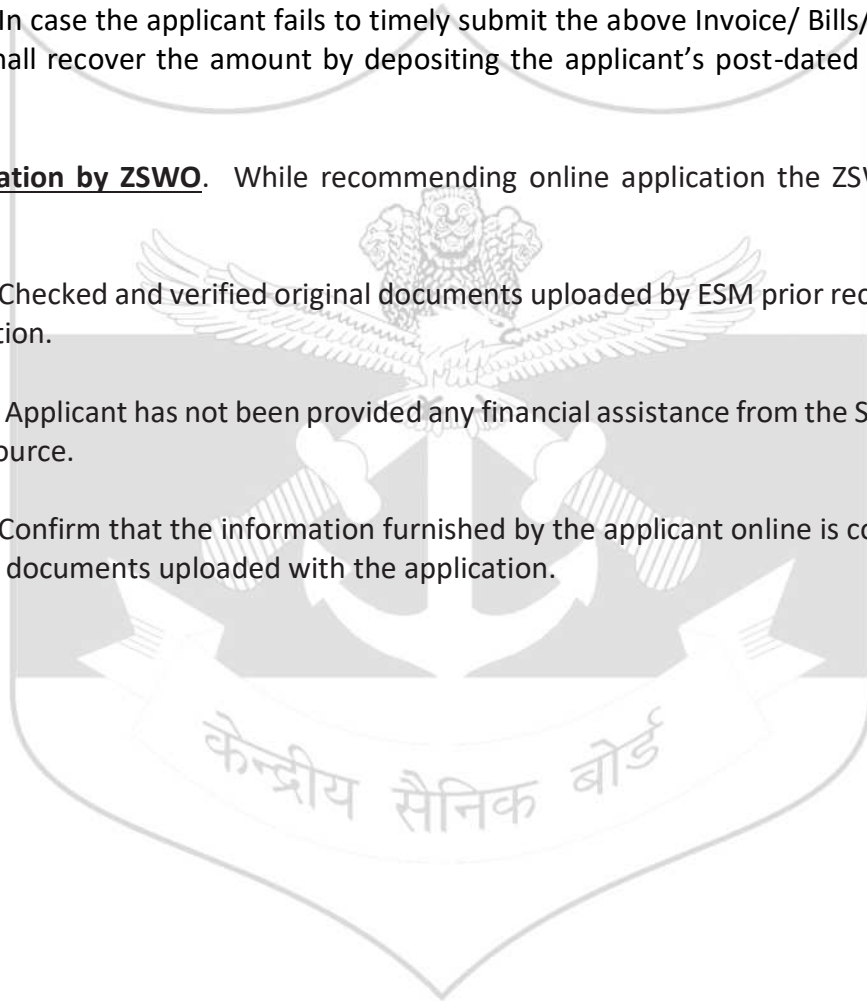 In case the applicant fails to timely submit the above Invoice/ Bills/
hall recover the amount by depositing the applicant’s post-dated
ation by ZSWO. While recommending online application the ZSW
Checked and verified original documents uploaded by ESM prior rec
tion.
Applicant has not been provided any financial assistance from the S
ource.
Confirm that the information furnished by the applicant online is co
documents uploaded with the application.
केन्द्रीय सैनिक बोर्ड